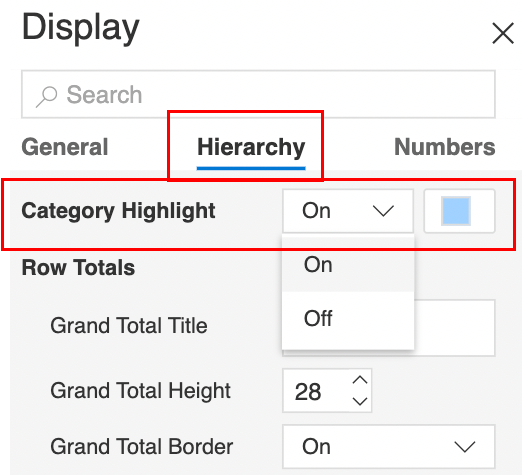 Display
Search
General Hierarchy Numbers
Category Highlight On
On
Row Totals
Off
Grand Total Title
Grand Total Height 28
Grand Total Border On